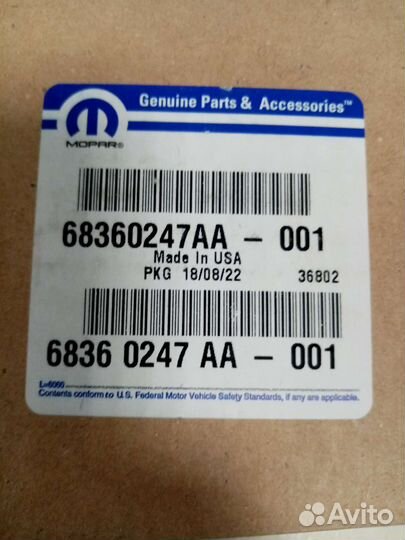 Genuine Parts & Accessories™
MOPAR®
68360247AA - 001
Made In USA
PKG 18/08/22 36802
6836 0247 AA - 001
L=6060
Contents conform to U.S. Federal Motor Vehicle Safety Standards, if any are applicable.
Avito